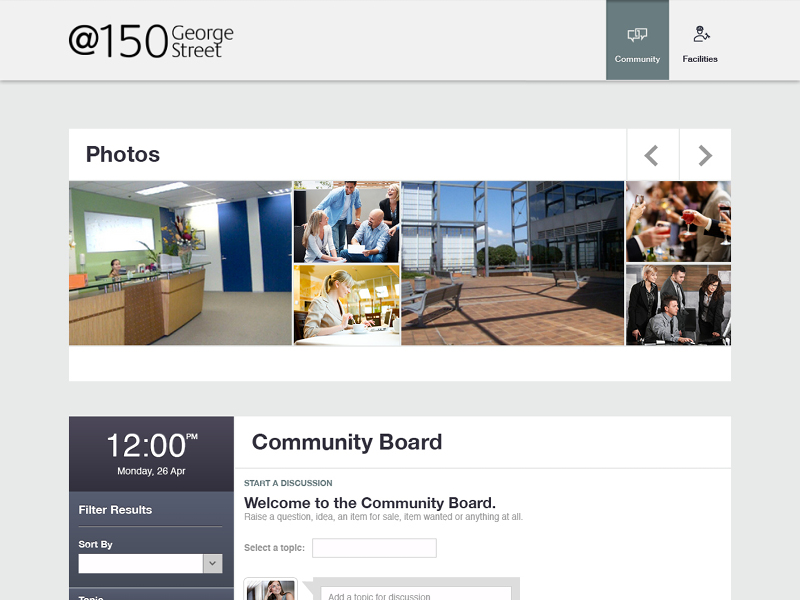 @150 George Street
Community
Facilities
Photos
12:00 PM
Monday, 26 Apr
Community Board
Filter Results
Sort By
Topic
START A DISCUSSION
Welcome to the Community Board.
Raise a question, idea, an item for sale, item wanted or anything at all.
Select a topic:
Add a topic for discussion